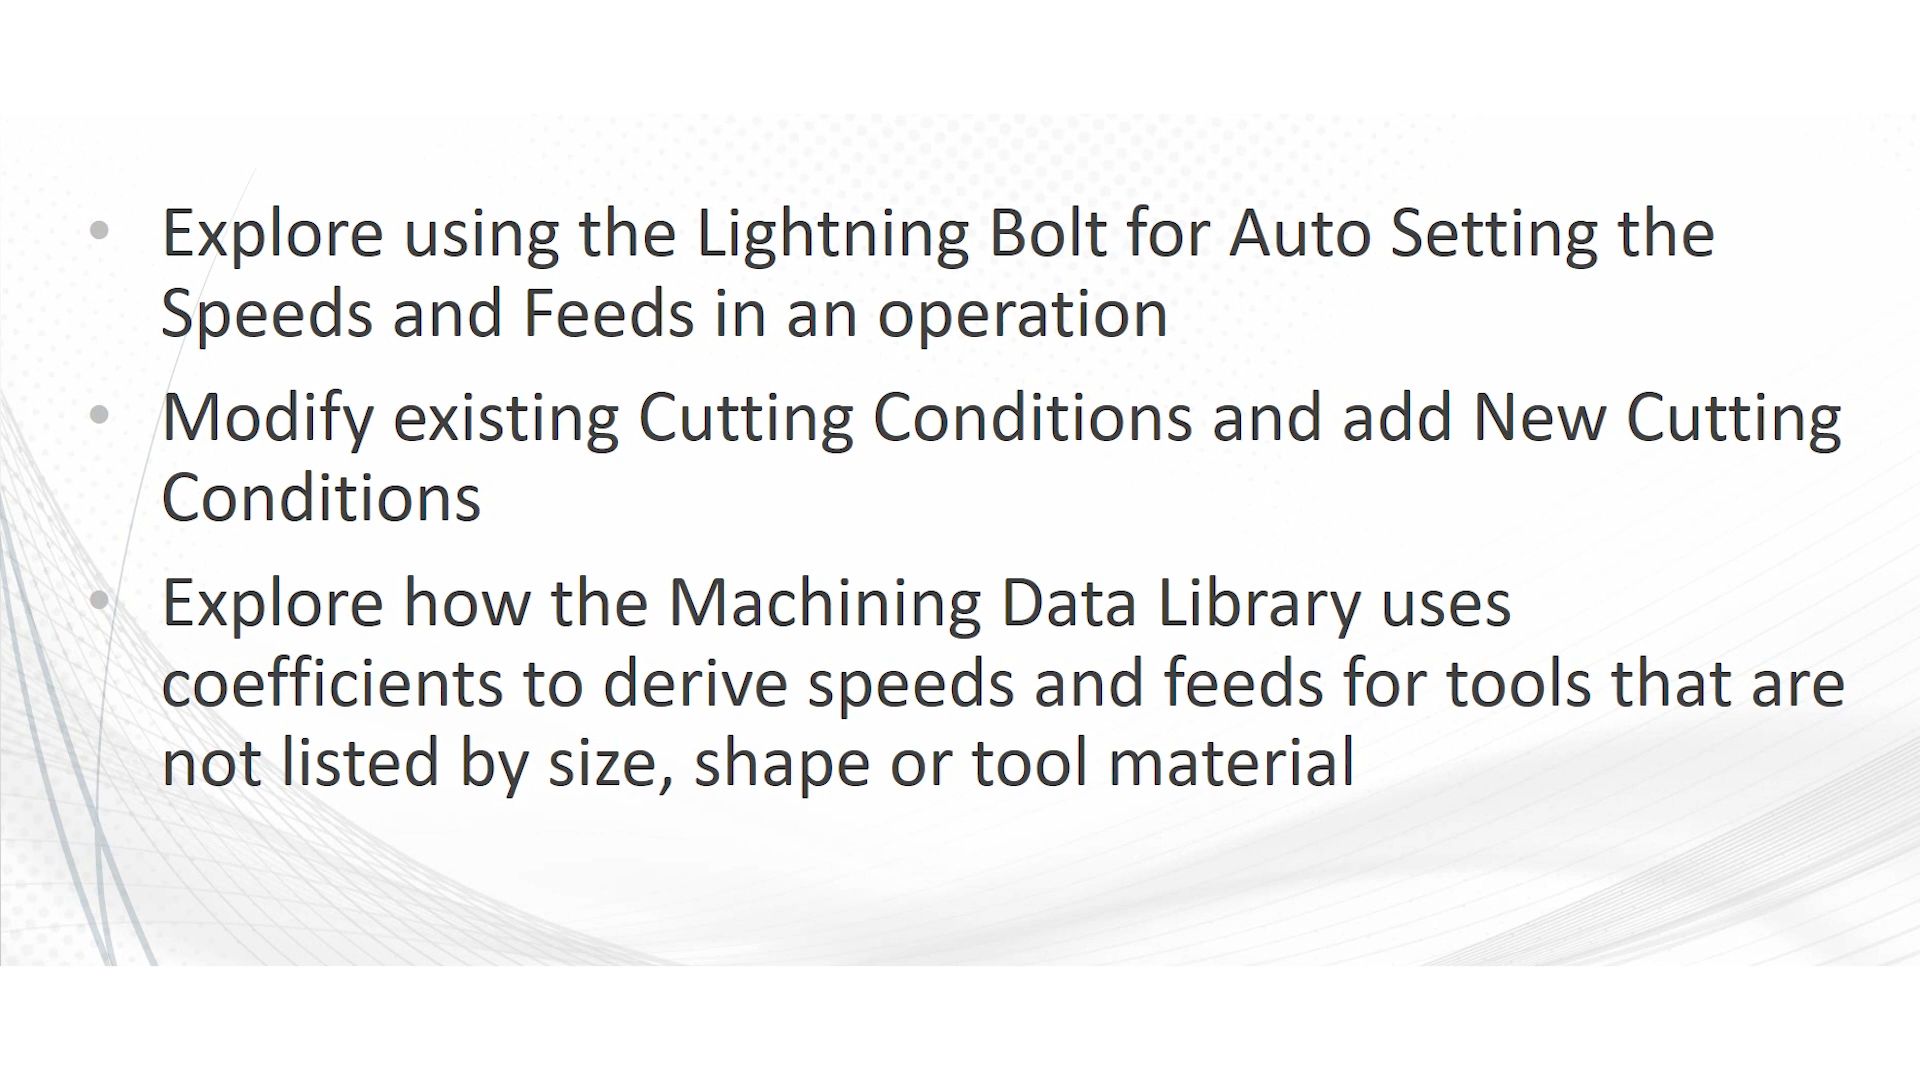 • Explore using the Lightning Bolt for Auto Setting the
Speeds and Feeds in an operation
• Modify existing Cutting Conditions and add New Cutting
Conditions
• Explore how the Machining Data Library uses
coefficients to derive speeds and feeds for tools that are
not listed by size, shape or tool material